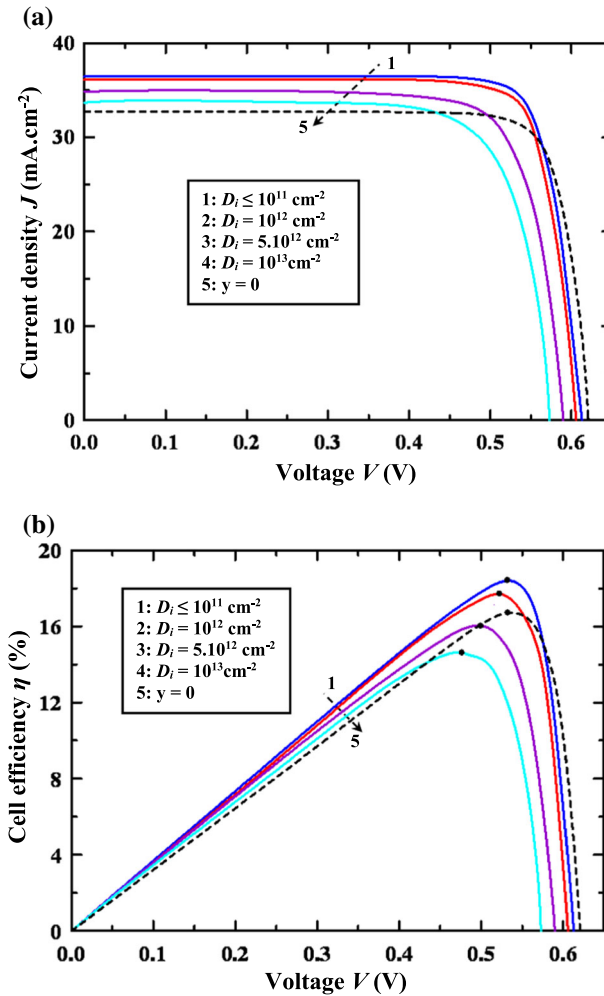 (a)
40
30
20
10
0
Current density J (mA.cm⁻²)
1
5
1: Dᵢ ≤ 10¹¹ cm⁻²
2: Dᵢ = 10¹² cm⁻²
3: Dᵢ = 5.10¹² cm⁻²
4: Dᵢ = 10¹³cm⁻²
5: y = 0
0.0 0.1 0.2 0.3 0.4 0.5 0.6
Voltage V (V)
(b)
20
16
12
8
4
0
Cell efficiency η (%)
1: Dᵢ ≤ 10¹¹ cm⁻²
2: Dᵢ = 10¹² cm⁻²
3: Dᵢ = 5.10¹² cm⁻²
4: Dᵢ = 10¹³cm⁻²
5: y = 0
1
5
0.0 0.1 0.2 0.3 0.4 0.5 0.6
Voltage V (V)